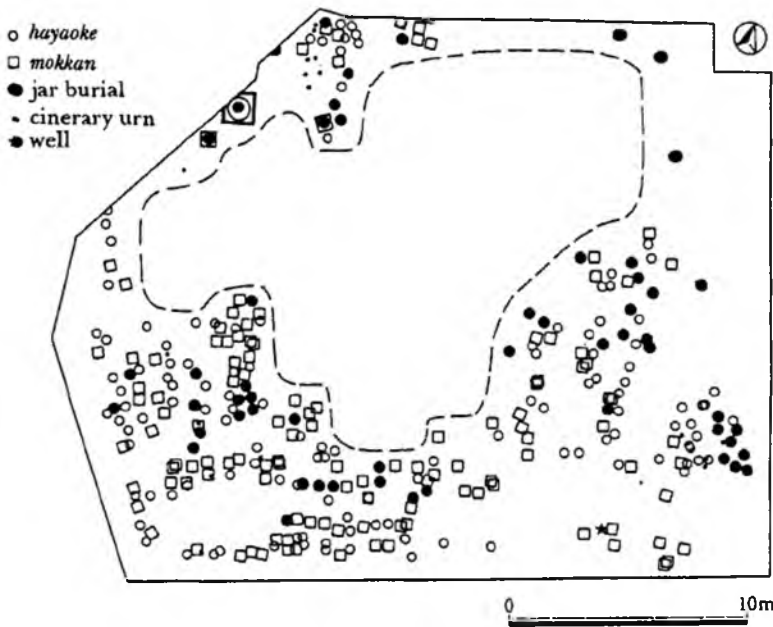 hayaoke
mokkan
jar burial
cinerary urn
well
0 10m